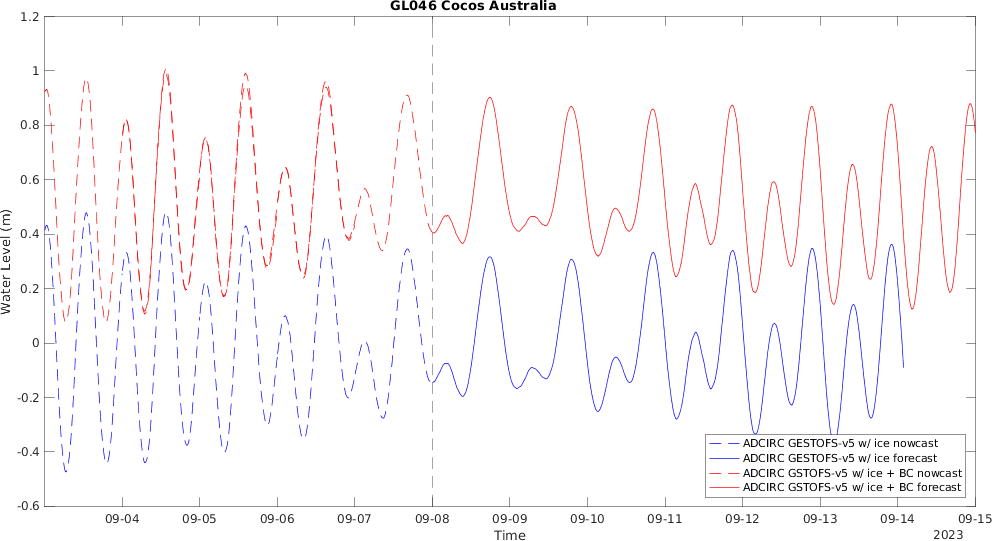 GL046 Cocos Australia
1.2
1
0.8
0.6
0.4
0.2
0
-0.2
-0.4
-0.6
Water Level (m)
ADCIRC GESTOFS-v5 w/ ice nowcast
ADCIRC GESTOFS-v5 w/ ice forecast
ADCIRC GSTOFS-v5 w/ ice + BC nowcast
ADCIRC GSTOFS-v5 w/ ice + BC forecast
09-04 09-05 09-06 09-07 09-08 09-09 09-10 09-11 09-12 09-13 09-14 09-15
Time
2023